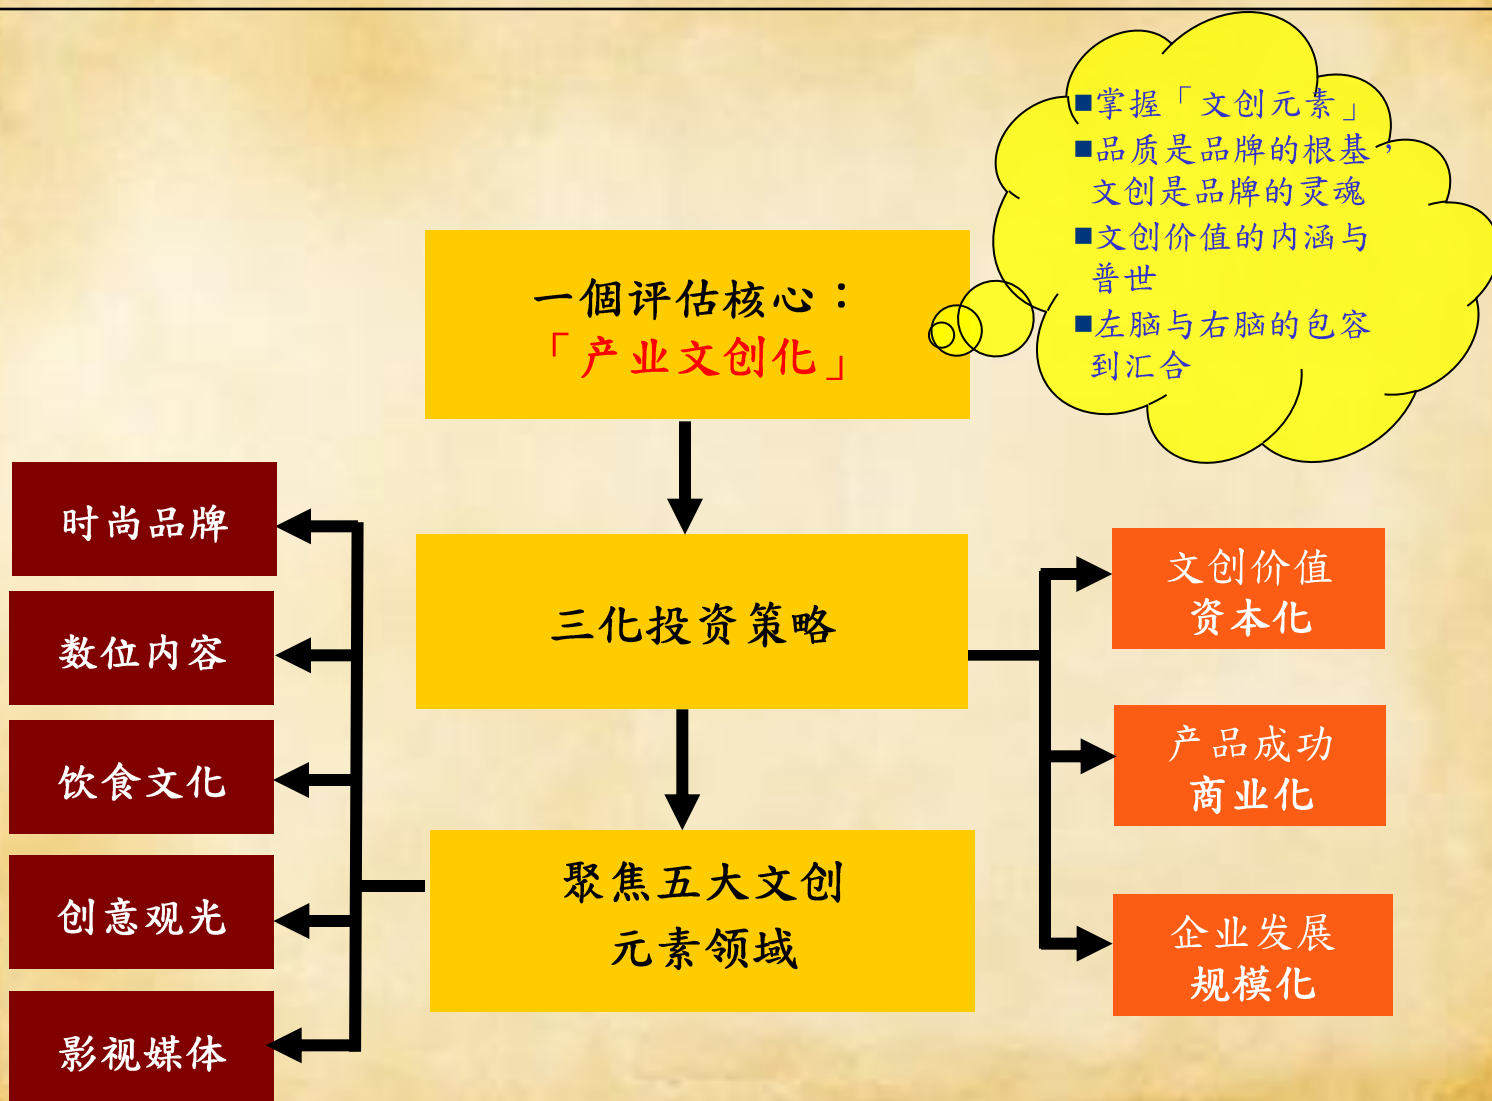 ■掌握「文创元素」
■品质是品牌的根基，
文创是品牌的灵魂
■文创价值的内涵与
普世
■左脑与右脑的包容
到汇合
一個评估核心：
「产业文创化」
三化投资策略
聚焦五大文创
元素领域
时尚品牌
数位内容
饮食文化
创意观光
影视媒体
文创价值
资本化
产品成功
商业化
企业发展
规模化